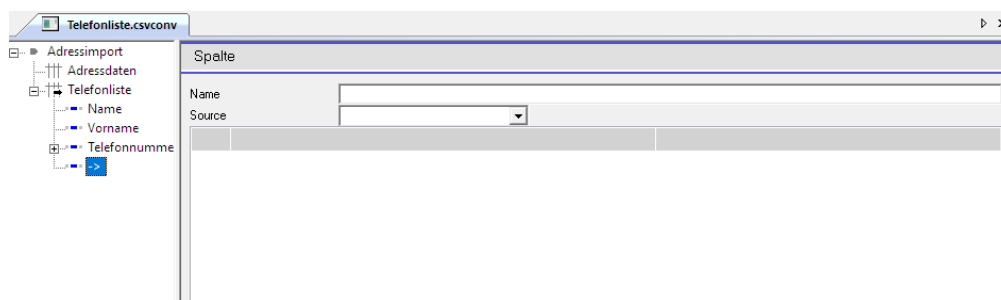 Telefonliste.csvconv
Adressimport
Adressdaten
Telefonliste
Name
Vorname
Telefonnumme
->
Spalte
Name
Source